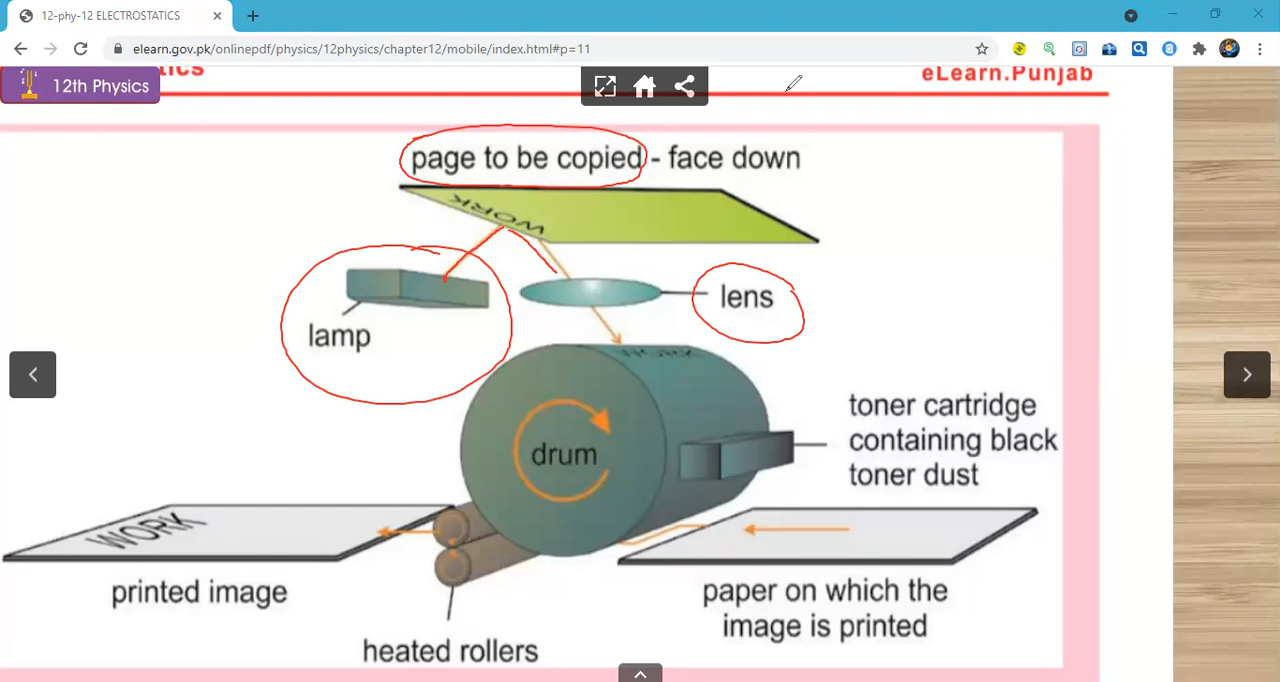 12-phy-12 ELECTROSTATICS
elearn.gov.pk/onlinepdf/physics/12physics/chapter12/mobile/index.html#p=11
12th Physics
tics
eLearn.Punjab
page to be copied - face down
WORK
lamp
lens
WORK
drum
toner cartridge
containing black
toner dust
WORK
printed image
paper on which the
image is printed
heated rollers